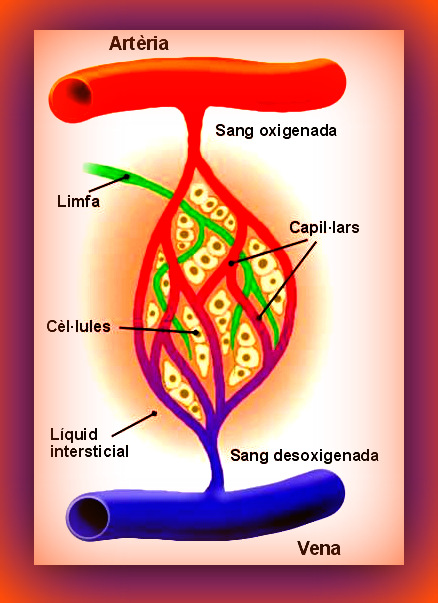 Artèria
Sang oxigenada
Limfa
Capil·lars
Cèl·lules
Líquid
intersticial
Sang desoxigenada
Vena